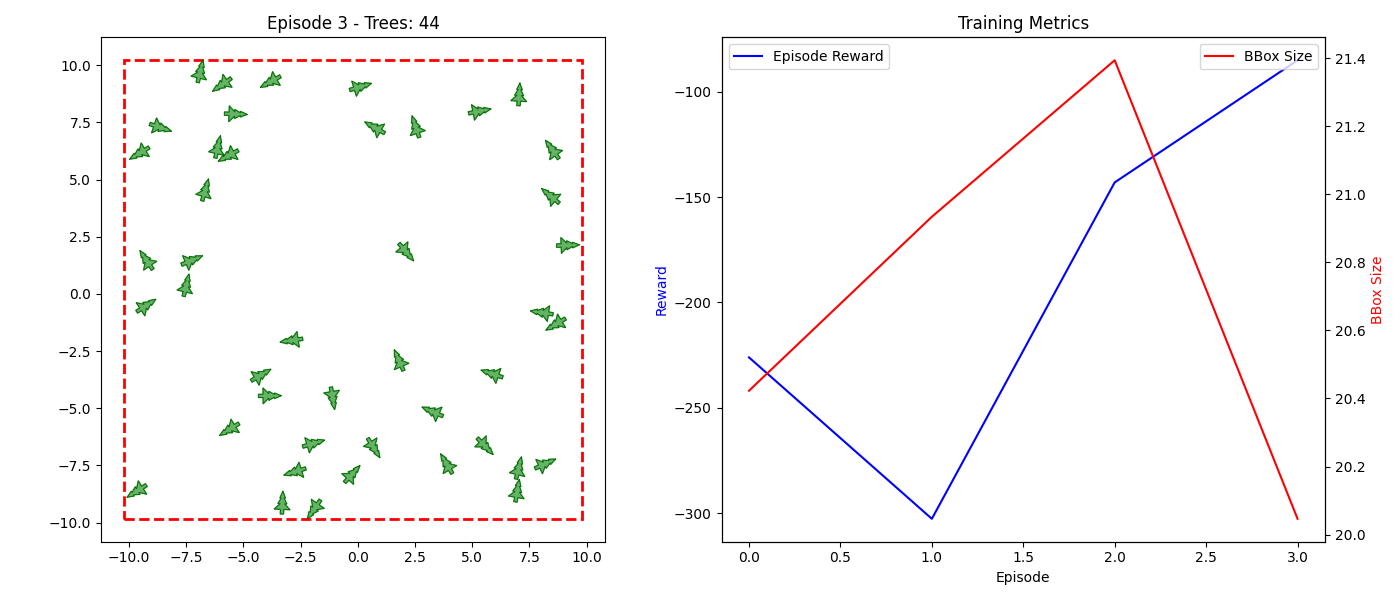 Episode 3 - Trees: 44
10.0
7.5
5.0
2.5
0.0
−2.5
−5.0
−7.5
−10.0
−10.0 −7.5 −5.0 −2.5 0.0 2.5 5.0 7.5 10.0
Training Metrics
Episode Reward
BBox Size
Reward
−100
−150
−200
−250
−300
0.0 0.5 1.0 1.5 2.0 2.5 3.0
Episode
21.4
21.2
21.0
20.8
20.6
20.4
20.2
20.0
BBox Size